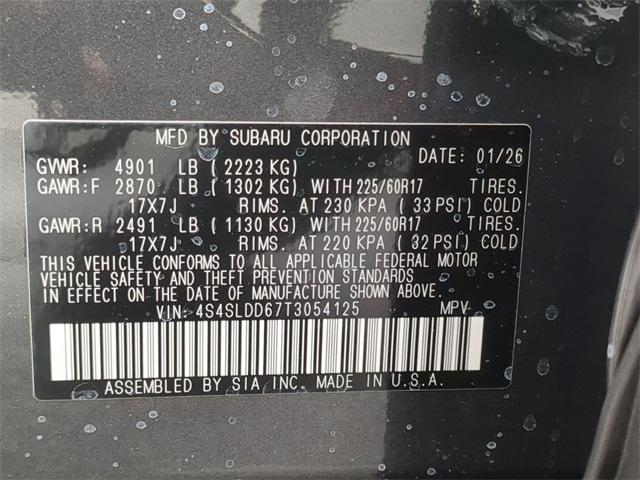 MFD BY SUBARU CORPORATION
GVWR: 4901 LB ( 2223 KG) DATE: 01/26
GAWR:F 2870 LB ( 1302 KG) WITH 225/60R17 TIRES.
17X7J RIMS. AT 230 KPA ( 33 PSI) COLD
GAWR:R 2491 LB ( 1130 KG) WITH 225/60R17 TIRES.
17X7J RIMS. AT 220 KPA ( 32 PSI) COLD
THIS VEHICLE CONFORMS TO ALL APPLICABLE FEDERAL MOTOR
VEHICLE SAFETY AND THEFT PREVENTION STANDARDS
IN EFFECT ON THE DATE OF MANUFACTURE SHOWN ABOVE.
VIN: 4S4SLDD67T3054125 MPV
ASSEMBLED BY SIA INC. MADE IN U.S.A.